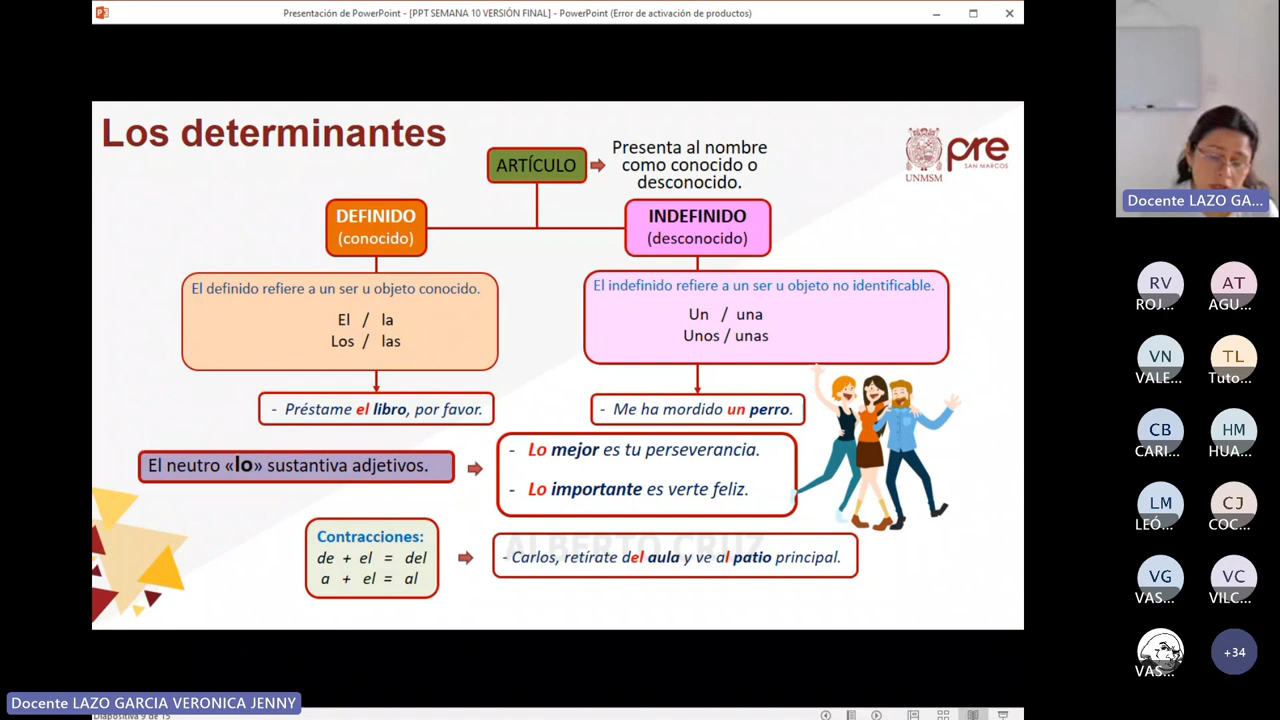 Presentación de PowerPoint - [PPT SEMANA 10 VERSIÓN FINAL] - PowerPoint (Error de activación de productos)
Los determinantes
ARTÍCULO
Presenta al nombre
como conocido o
desconocido.
UNMSM
pre
SAN MARCOS
DEFINIDO
(conocido)
INDEFINIDO
(desconocido)
El definido refiere a un ser u objeto conocido.
El / la
Los / las
El indefinido refiere a un ser u objeto no identificable.
Un / una
Unos / unas
- Préstame el libro, por favor.
- Me ha mordido un perro.
El neutro «lo» sustantiva adjetivos.
- Lo mejor es tu perseverancia.
- Lo importante es verte feliz.
Contracciones:
de + el = del
a + el = al
ALBERTO CRUZ
- Carlos, retírate del aula y ve al patio principal.
Docente LAZO GA...
RV
ROJ...
AT
AGU...
VN
VALE...
TL
Tuto...
CB
CARI...
HM
HUA...
LM
LEÓ...
CJ
COC...
VG
VAS...
VC
VILC...
VAS...
+34
Docente LAZO GARCIA VERONICA JENNY
Diapositiva 9 de 15